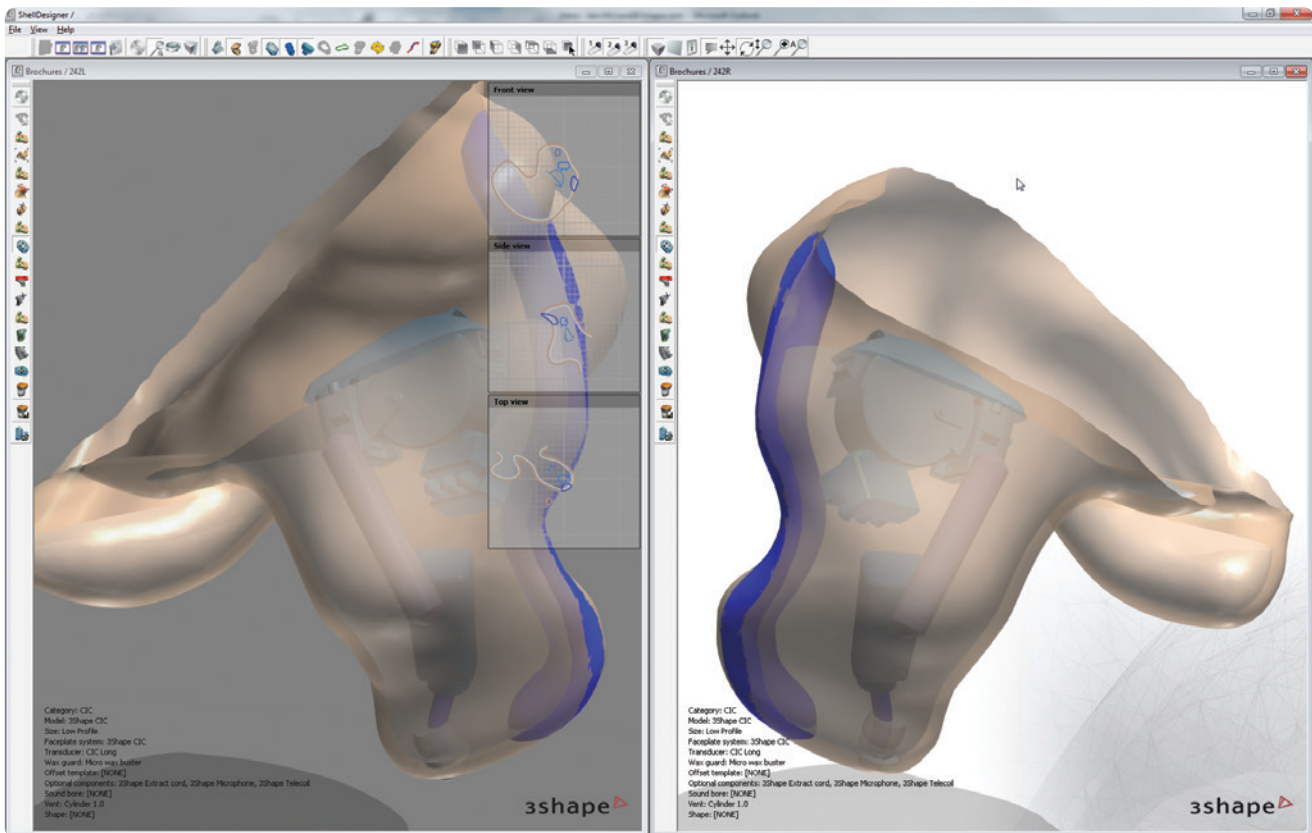 ShellDesigner /
File View Help
Brochures / 242L
Front view
Side view
Top view
Category: CIC
Model: 3Shape CIC
Size: Low Profile
Faceplate system: 3Shape CIC
Transducer: CIC Long
Wax guard: Micro wax buster
Offset template: [NONE]
Optional components: 3Shape Extract cord, 3Shape Microphone, 3Shape Telecoil
Sound bore: [NONE]
Vent: Cylinder 1.0
Shape: [NONE]
3shape
Brochures / 242R
Category: CIC
Model: 3Shape CIC
Size: Low Profile
Faceplate system: 3Shape CIC
Transducer: CIC Long
Wax guard: Micro wax buster
Offset template: [NONE]
Optional components: 3Shape Extract cord, 3Shape Microphone, 3Shape Telecoil
Sound bore: [NONE]
Vent: Cylinder 1.0
Shape: [NONE]
3shape